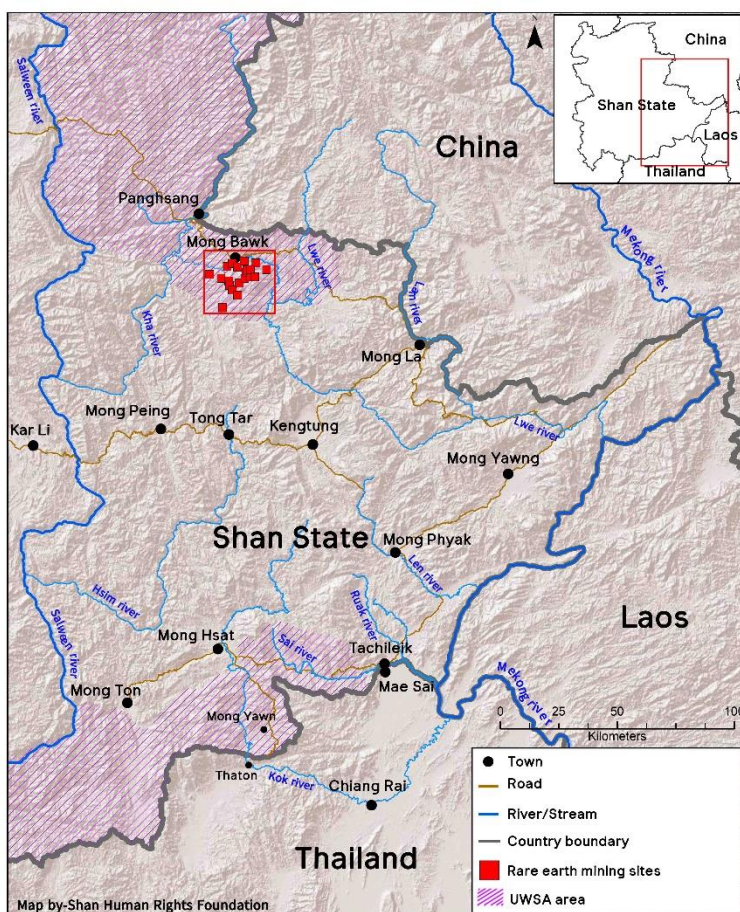 N
China
Shan State
Laos
Thailand
Salween river
China
Panghsang
Mong Bawk
Lwe river
Mekong river
Lam river
Kha river
Mong La
Mong Peing
Tong Tar
Kengtung
Kar Li
Lwe river
Mong Yawng
Shan State
Mong Phyak
Len river
Hsim river
Ruak river
Laos
Salween river
Mong Hsat
Sai river
Tachileik
Mae Sai
Mong Ton
Mekong river
Mong Yawn
0 25 50 100
Kilometers
Thaton
Kok river
Chiang Rai
Thailand
Town
Road
River/Stream
Country boundary
Rare earth mining sites
UWSA area
Map by-Shan Human Rights Foundation